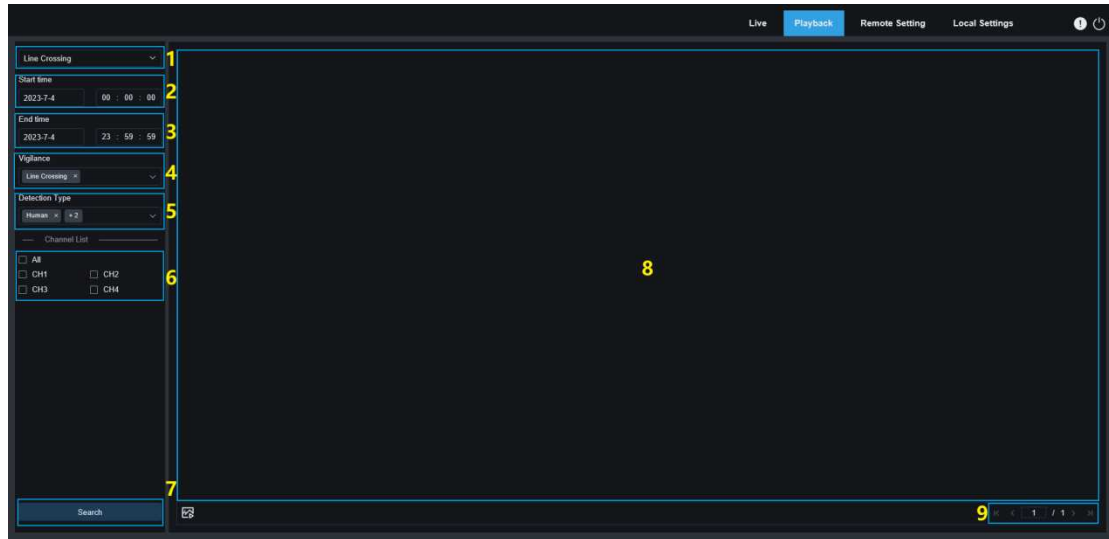 Live Playback Remote Setting Local Settings
Line Crossing 1
Start time
2023-7-4 00 : 00 : 00 2
End time
2023-7-4 23 : 59 : 59 3
Vigilance
Line Crossing × 4
Detection Type
Human × +2 5
Channel List
All
CH1 CH2 6
CH3 CH4
8
7
Search
9 1 / 1